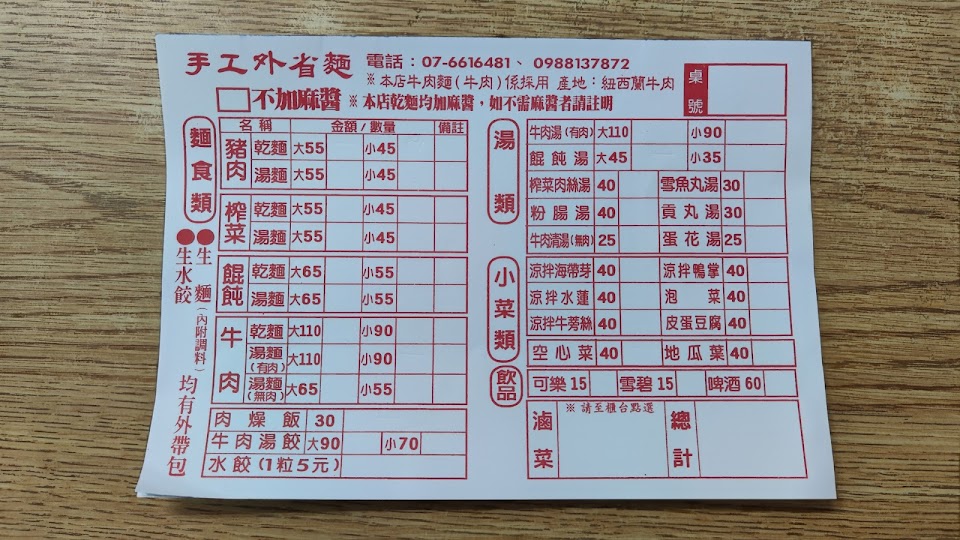 手工外省麵 電話：07-6616481、0988137872
※本店牛肉麵(牛肉)係採用 產地：紐西蘭牛肉
不加麻醬 ※本店乾麵均加麻醬，如不需麻醬者請註明
桌號
麵食類
名稱 金額/數量 備註
豬肉 乾麵 大55 小45
湯麵 大55 小45
榨菜 乾麵 大55 小45
湯麵 大55 小45
餛飩 乾麵 大65 小55
湯麵 大65 小55
牛肉 乾麵 大110 小90
湯麵(有肉) 大110 小90
湯麵(無肉) 大65 小55
肉燥飯 30
牛肉湯餃 大90 小70
水餃(1粒5元)
●生麵(內附調料)
●生水餃
均有外帶包
湯類
牛肉湯(有肉) 大110 小90
餛飩湯 大45 小35
榨菜肉絲湯 40 雪魚丸湯 30
粉腸湯 40 貢丸湯 30
牛肉清湯(無肉) 25 蛋花湯 25
小菜類
涼拌海帶芽 40 涼拌鴨掌 40
涼拌水蓮 40 泡菜 40
涼拌牛蒡絲 40 皮蛋豆腐 40
空心菜 40 地瓜葉 40
飲品
可樂 15 雪碧 15 啤酒 60
滷菜 ※請至櫃台點選
總計